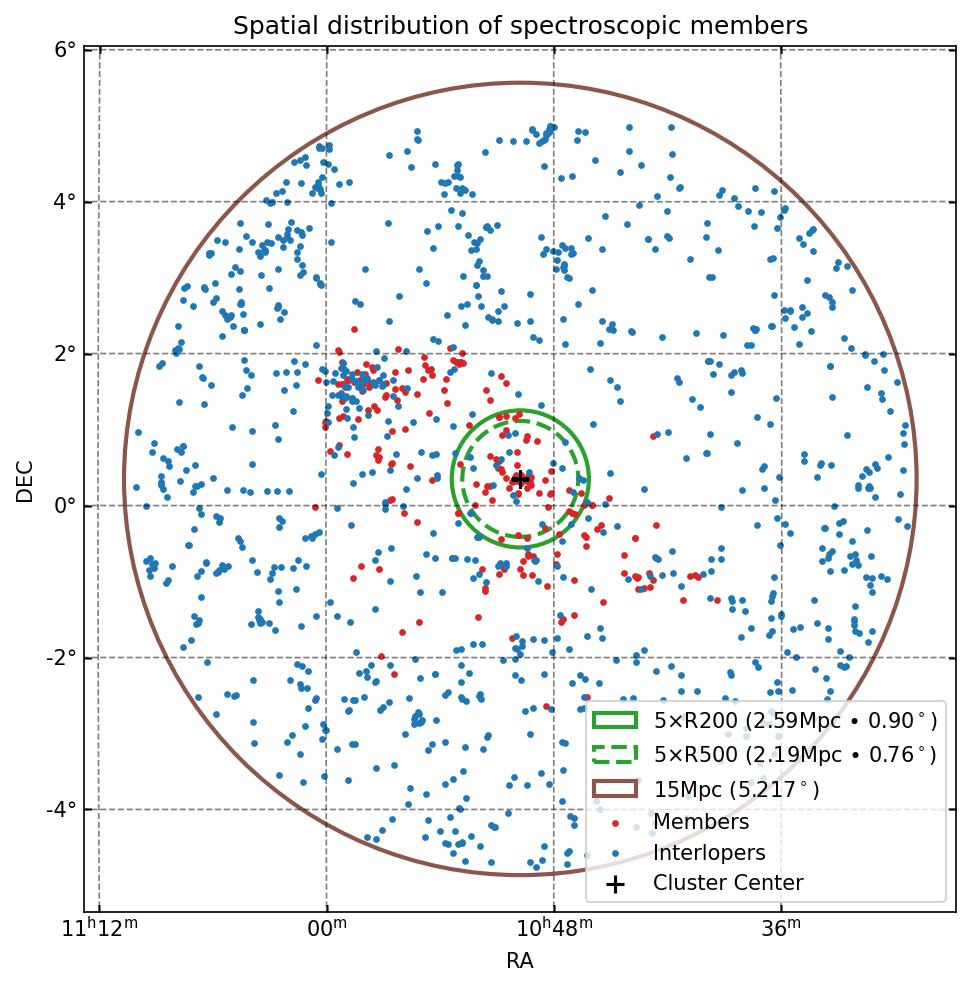 Spatial distribution of spectroscopic members
6°
4°
2°
0°
-2°
-4°
DEC
5×R200 (2.59Mpc • 0.90°)
5×R500 (2.19Mpc • 0.76°)
15Mpc (5.217°)
Members
Interlopers
Cluster Center
11ʰ12ᵐ 00ᵐ 10ʰ48ᵐ 36ᵐ
RA